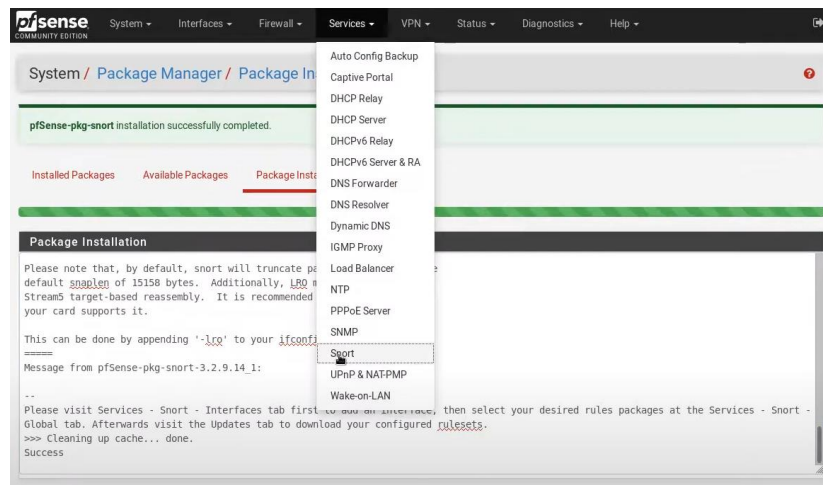 pfsense
COMMUNITY EDITION
System
Interfaces
Firewall
Services
VPN
Status
Diagnostics
Help
System / Package Manager / Package In
pfSense-pkg-snort installation successfully completed.
Installed Packages
Available Packages
Package Insta
Auto Config Backup
Captive Portal
DHCP Relay
DHCP Server
DHCPv6 Relay
DHCPv6 Server & RA
DNS Forwarder
DNS Resolver
Dynamic DNS
IGMP Proxy
Load Balancer
NTP
PPPoE Server
SNMP
Snort
UPnP & NAT-PMP
Wake-on-LAN
Package Installation
Please note that, by default, snort will truncate pa e
default snaplen of 15158 bytes. Additionally, LRO m
Stream5 target-based reassembly. It is recommended
your card supports it.
This can be done by appending '-lro' to your ifconfi
=====
Message from pfSense-pkg-snort-3.2.9.14_1:
--
Please visit Services - Snort - Interfaces tab first to add an interface, then select your desired rules packages at the Services - Snort -
Global tab. Afterwards visit the Updates tab to download your configured rulesets.
>>> Cleaning up cache... done.
Success